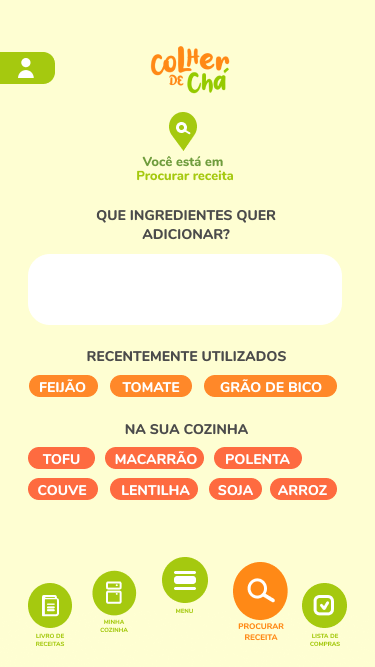 COLHER
DE Chá
Você está em
Procurar receita
QUE INGREDIENTES QUER
ADICIONAR?
RECENTEMENTE UTILIZADOS
FEIJÃO TOMATE GRÃO DE BICO
NA SUA COZINHA
TOFU MACARRÃO POLENTA
COUVE LENTILHA SOJA ARROZ
LIVRO DE
RECEITAS
MINHA
COZINHA
MENU
PROCURAR
RECEITA
LISTA DE
COMPRAS